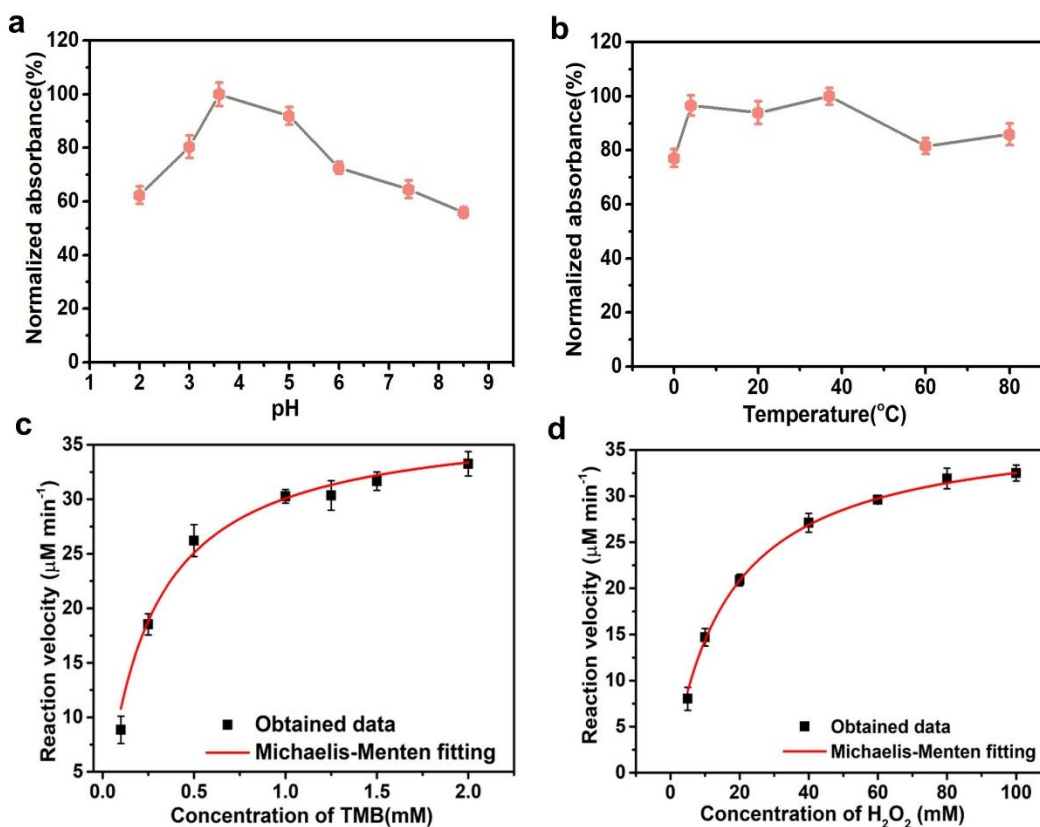 a
Normalized absorbance(%)
120
100
80
60
40
20
0
1 2 3 4 5 6 7 8 9
pH
b
Normalized absorbance(%)
120
100
80
60
40
20
0
0 20 40 60 80
Temperature(°C)
c
Reaction velocity (μM min⁻¹)
35
30
25
20
15
10
5
0.0 0.5 1.0 1.5 2.0
Concentration of TMB(mM)
Obtained data
Michaelis-Menten fitting
d
Reaction velocity (μM min⁻¹)
35
30
25
20
15
10
5
0
0 20 40 60 80 100
Concentration of H₂O₂ (mM)
Obtained data
Michaelis-Menten fitting